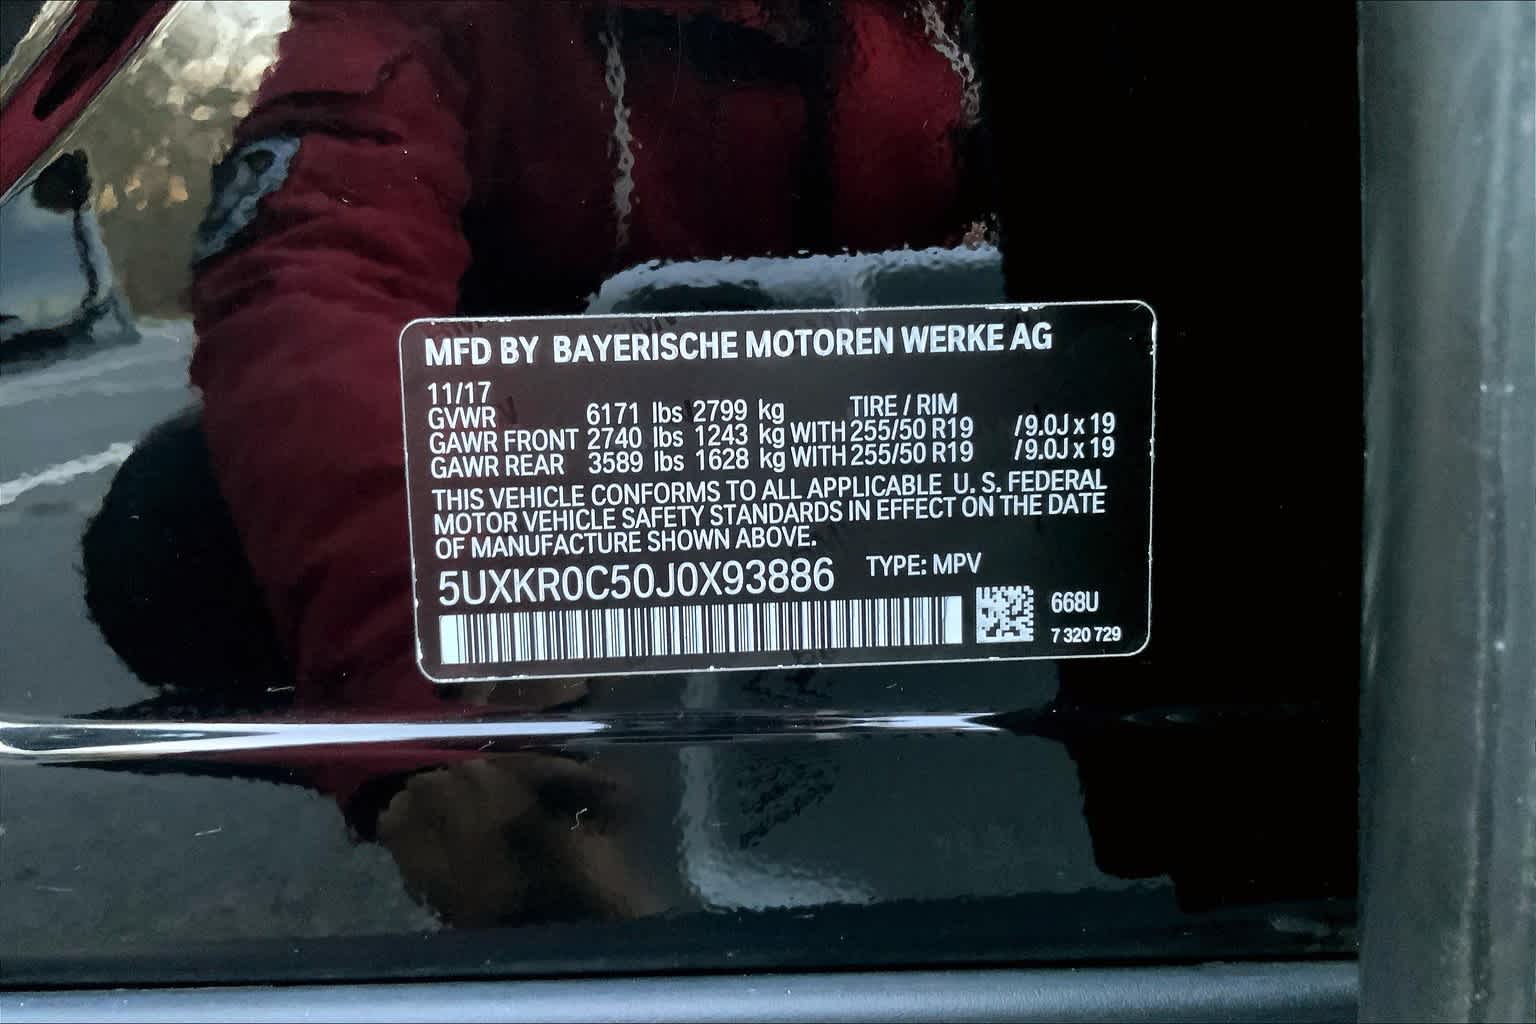 MFD BY BAYERISCHE MOTOREN WERKE AG
11/17 TIRE / RIM
GVWR 6171 lbs 2799 kg
GAWR FRONT 2740 lbs 1243 kg WITH 255/50 R19 /9.0J x 19
GAWR REAR 3589 lbs 1628 kg WITH 255/50 R19 /9.0J x 19
THIS VEHICLE CONFORMS TO ALL APPLICABLE U. S. FEDERAL
MOTOR VEHICLE SAFETY STANDARDS IN EFFECT ON THE DATE
OF MANUFACTURE SHOWN ABOVE.
5UXKR0C50J0X93886 TYPE: MPV
668U
7 320 729